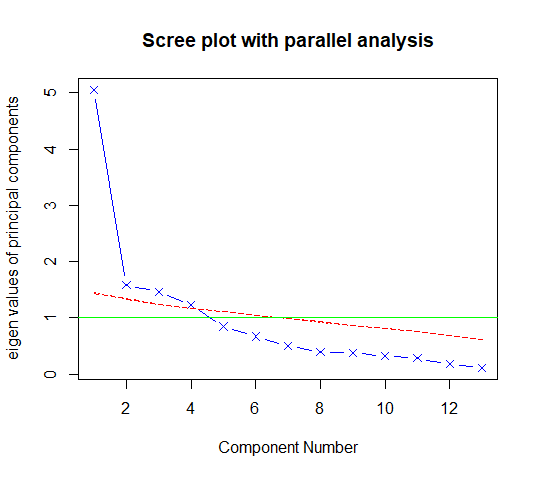 Scree plot with parallel analysis
eigen values of principal components
5
4
3
2
1
0
2 4 6 8 10 12
Component Number